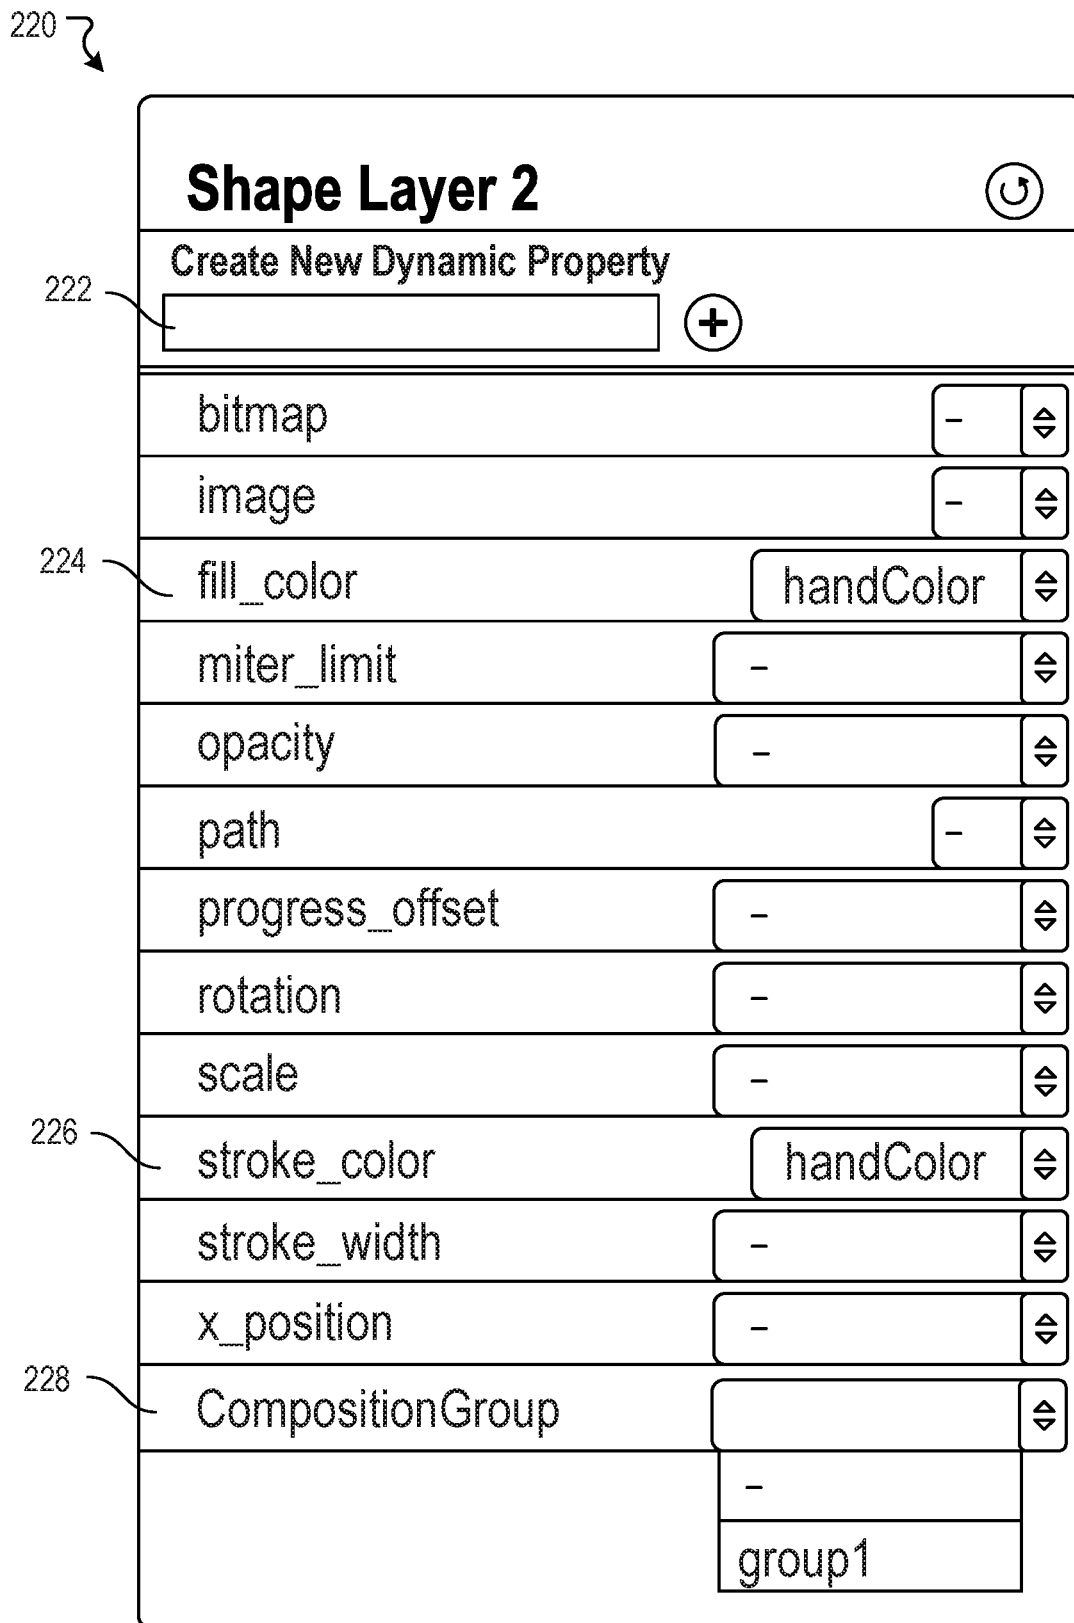 220
Shape Layer 2
Create New Dynamic Property
222
bitmap –
image –
224 fill_color handColor
miter_limit –
opacity –
path –
progress_offset –
rotation –
scale –
226 stroke_color handColor
stroke_width –
x_position –
228 CompositionGroup
–
group1